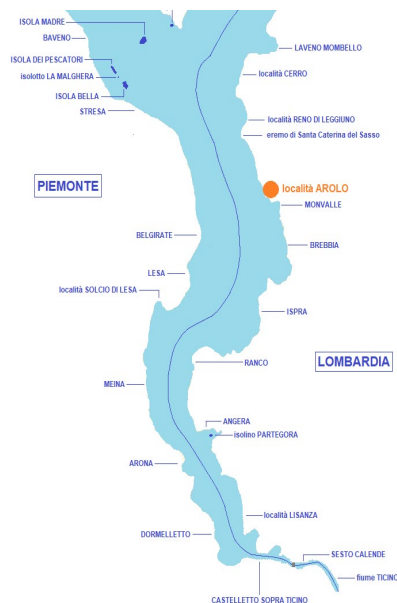 ISOLA MADRE
BAVENO
LAVENO MOMBELLO
ISOLA DEI PESCATORI
località CERRO
isolotto LA MALGHERA
ISOLA BELLA
STRESA
località RENO DI LEGGIUNO
eremo di Santa Caterina del Sasso
PIEMONTE
località AROLO
MONVALLE
BELGIRATE
BREBBIA
LESA
località SOLCIO DI LESA
ISPRA
RANCO
LOMBARDIA
MEINA
ANGERA
isolino PARTEGORA
ARONA
località LISANZA
DORMELLETTO
SESTO CALENDE
fiume TICINO
CASTELLETTO SOPRA TICINO